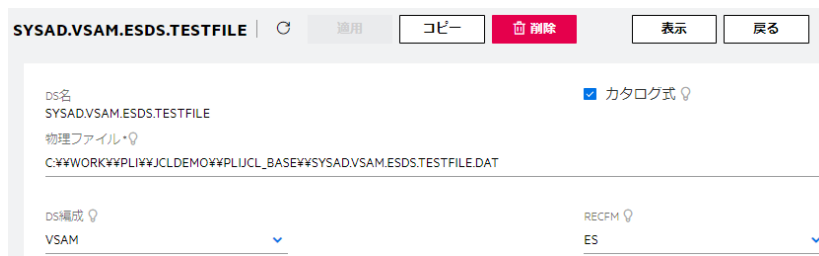 SYSAD.VSAM.ESDS.TESTFILE 適用 コピー 削除 表示 戻る
DS名 カタログ式
SYSAD.VSAM.ESDS.TESTFILE
物理ファイル *
C:¥¥WORK¥¥PLI¥¥JCLDEMO¥¥PLIJCL_BASE¥¥SYSAD.VSAM.ESDS.TESTFILE.DAT
DS編成 RECFM
VSAM ES